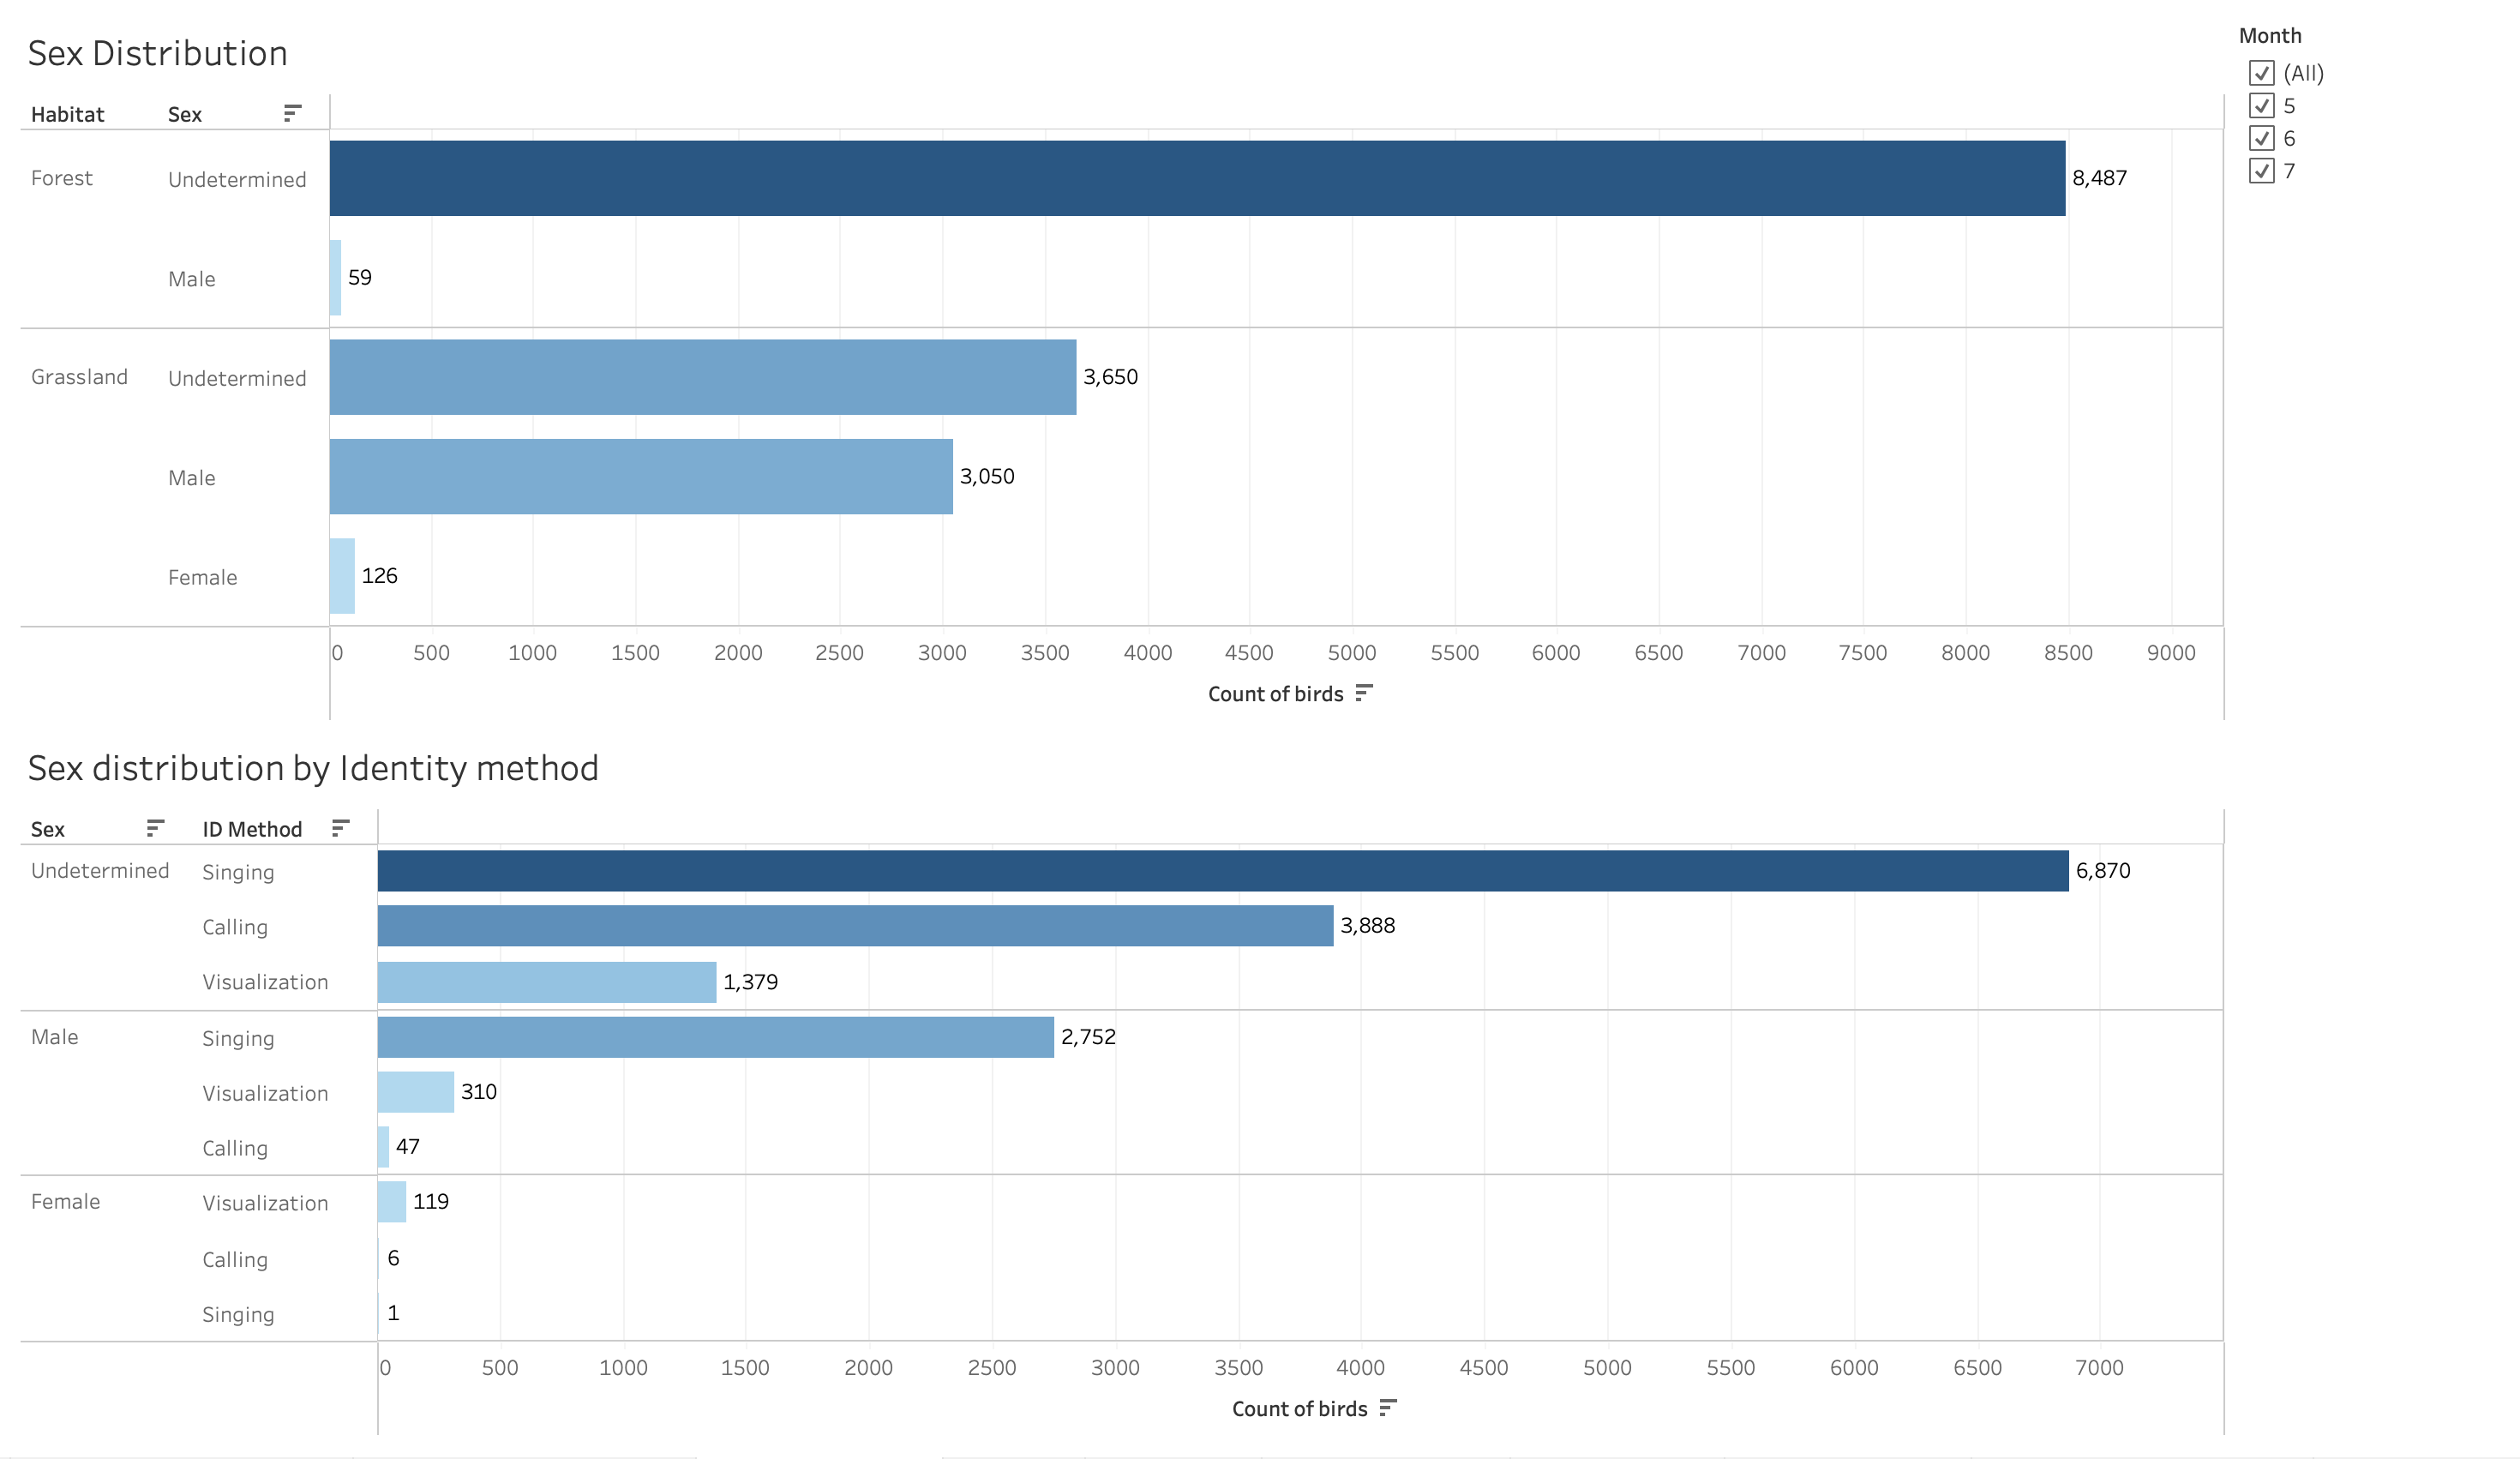 Sex Distribution
Month
(All)
5
6
7
Habitat Sex
Forest Undetermined 8,487
Male 59
Grassland Undetermined 3,650
Male 3,050
Female 126
0 500 1000 1500 2000 2500 3000 3500 4000 4500 5000 5500 6000 6500 7000 7500 8000 8500 9000
Count of birds
Sex distribution by Identity method
Sex ID Method
Undetermined Singing 6,870
Calling 3,888
Visualization 1,379
Male Singing 2,752
Visualization 310
Calling 47
Female Visualization 119
Calling 6
Singing 1
0 500 1000 1500 2000 2500 3000 3500 4000 4500 5000 5500 6000 6500 7000
Count of birds